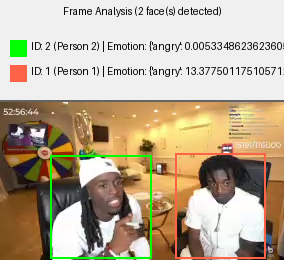 Frame Analysis (2 face(s) detected)
ID: 2 (Person 2) | Emotion: {'angry': 0.005334862362360
ID: 1 (Person 1) | Emotion: {'angry': 13.37750117510571
52:56:44